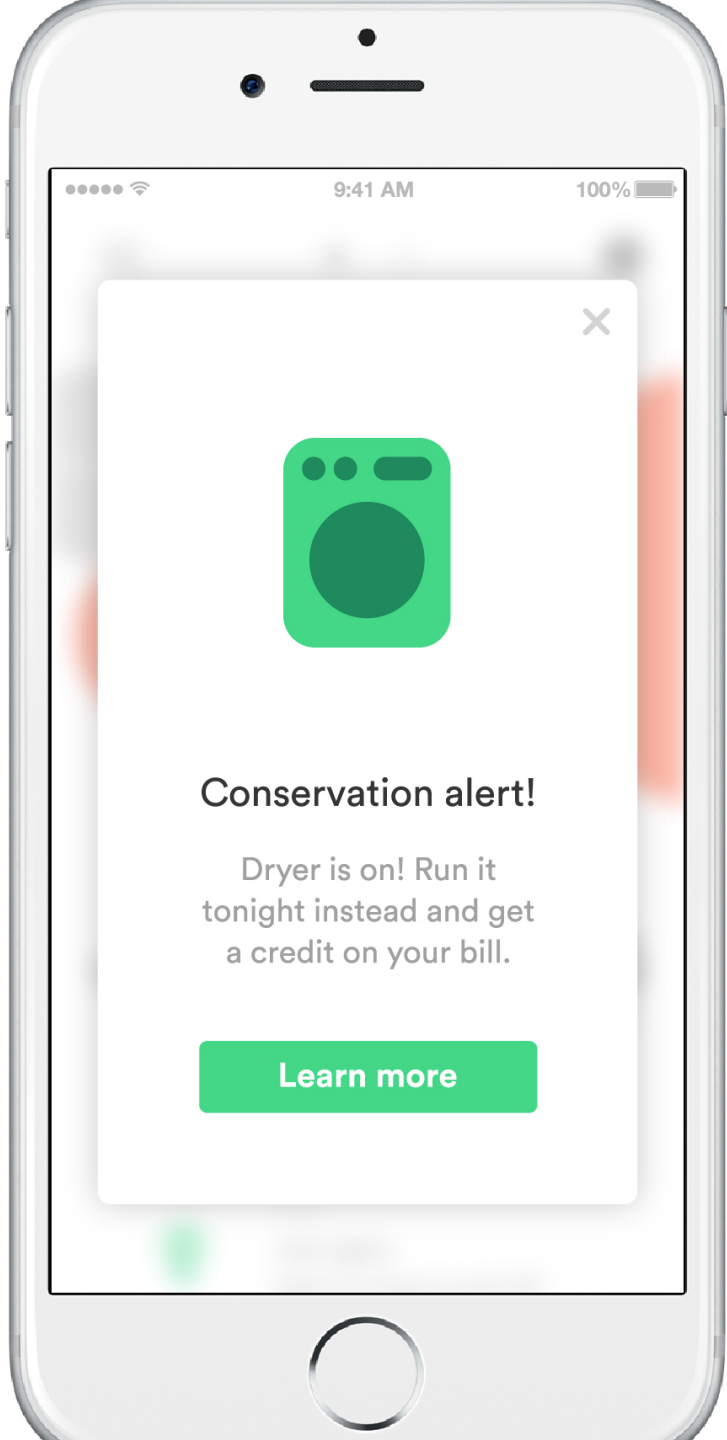 9:41 AM 100%
Conservation alert!
Dryer is on! Run it
tonight instead and get
a credit on your bill.
Learn more